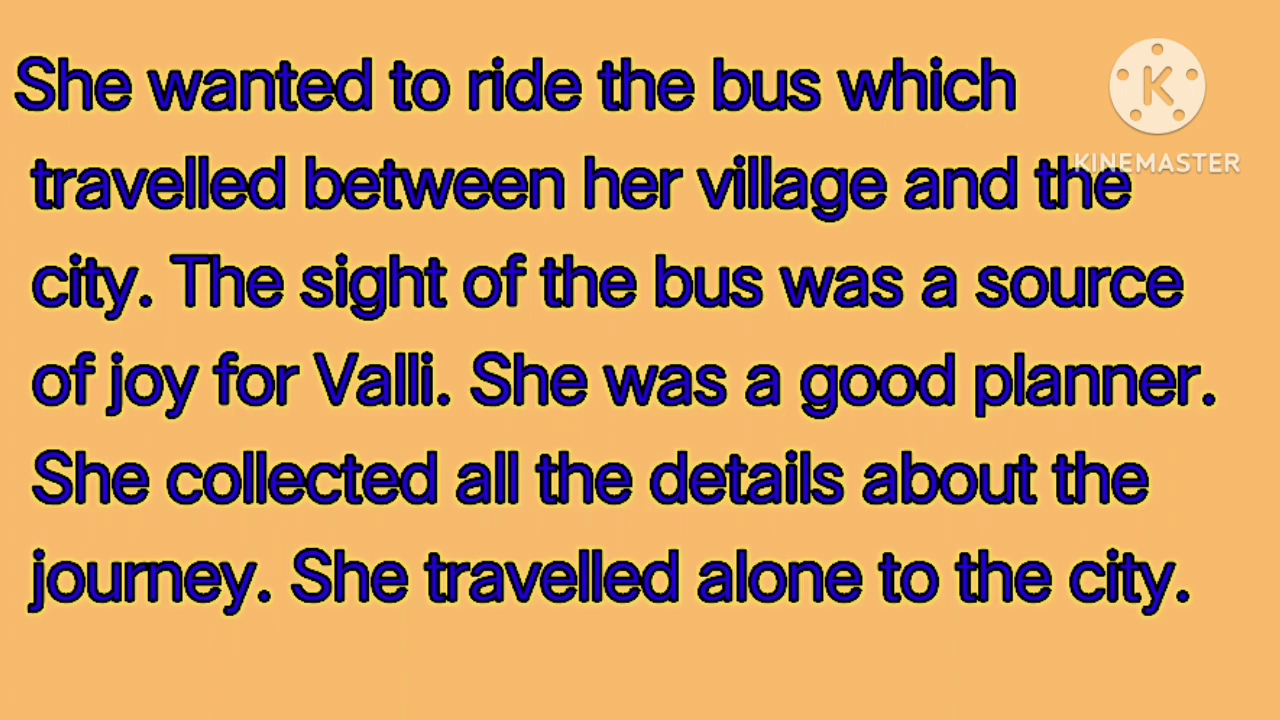 She wanted to ride the bus which
K
KINEMASTER
travelled between her village and the
city. The sight of the bus was a source
of joy for Valli. She was a good planner.
She collected all the details about the
journey. She travelled alone to the city.